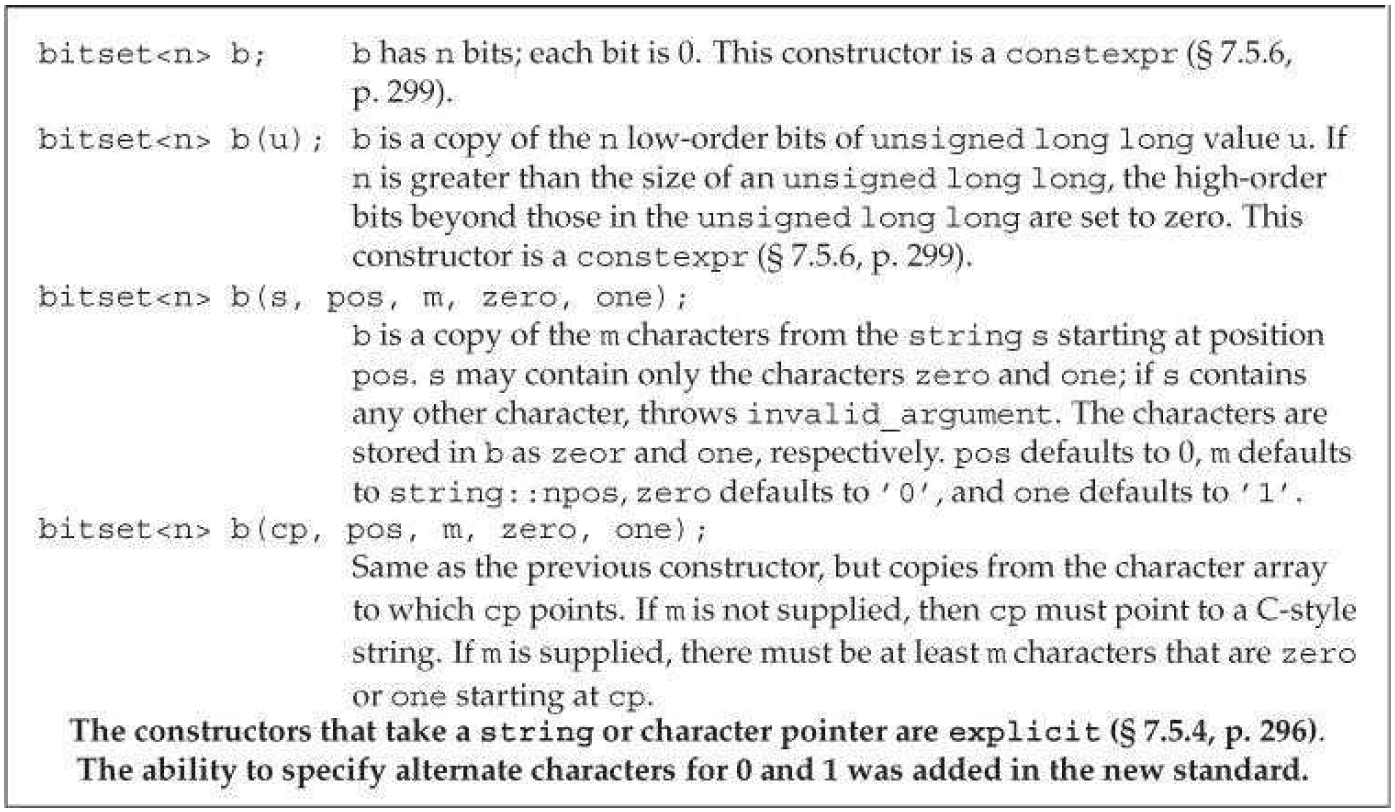 bitset<n> b; b has n bits; each bit is 0. This constructor is a constexpr (§ 7.5.6,
p. 299).
bitset<n> b(u); b is a copy of the n low-order bits of unsigned long long value u. If
n is greater than the size of an unsigned long long, the high-order
bits beyond those in the unsigned long long are set to zero. This
constructor is a constexpr (§ 7.5.6, p. 299).
bitset<n> b(s, pos, m, zero, one);
b is a copy of the m characters from the string s starting at position
pos. s may contain only the characters zero and one; if s contains
any other character, throws invalid_argument. The characters are
stored in b as zeor and one, respectively. pos defaults to 0, m defaults
to string::npos, zero defaults to '0', and one defaults to '1'.
bitset<n> b(cp, pos, m, zero, one);
Same as the previous constructor, but copies from the character array
to which cp points. If m is not supplied, then cp must point to a C-style
string. If m is supplied, there must be at least m characters that are zero
or one starting at cp.
The constructors that take a string or character pointer are explicit (§ 7.5.4, p. 296).
The ability to specify alternate characters for 0 and 1 was added in the new standard.